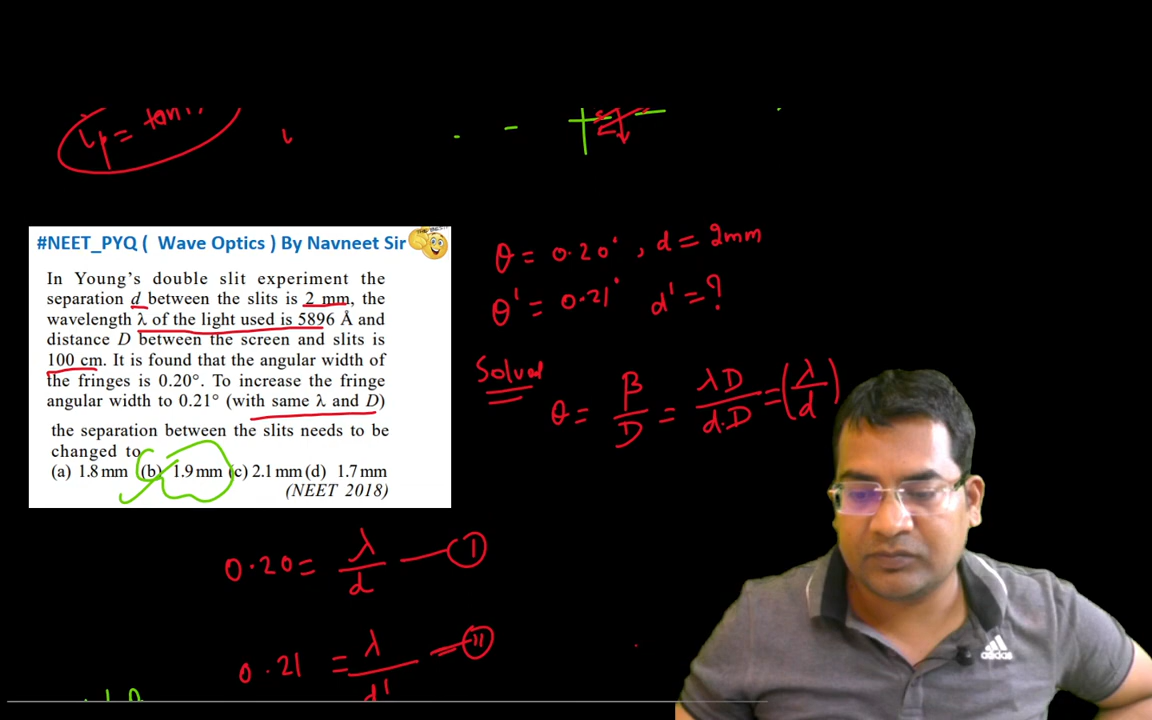 ip = tan
#NEET_PYQ ( Wave Optics ) By Navneet Sir
In Young's double slit experiment the
separation d between the slits is 2 mm, the
wavelength λ of the light used is 5896 Å and
distance D between the screen and slits is
100 cm. It is found that the angular width of
the fringes is 0.20°. To increase the fringe
angular width to 0.21° (with same λ and D)
the separation between the slits needs to be
changed to
(a) 1.8 mm (b) 1.9 mm (c) 2.1 mm (d) 1.7 mm
(NEET 2018)
θ = 0.20°, d = 2mm
θ' = 0.21° d' = ?
Solve
θ = β/D = λD/d.D = (λ/d)
0.20 = λ/d — I
0.21 = λ/d' — II
adidas